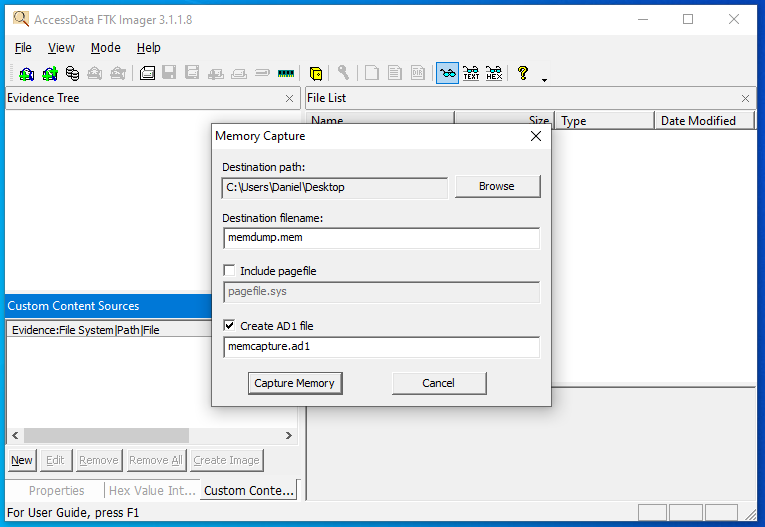 AccessData FTK Imager 3.1.1.8
File View Mode Help
TEXT HEX
Evidence Tree
File List
Name Size Type Date Modified
Memory Capture
Destination path:
C:\Users\Daniel\Desktop Browse
Destination filename:
memdump.mem
Include pagefile
pagefile.sys
Create AD1 file
memcapture.ad1
Capture Memory Cancel
Custom Content Sources
Evidence:File System|Path|File
New Edit Remove Remove All Create Image
Properties Hex Value Int... Custom Conte...
For User Guide, press F1